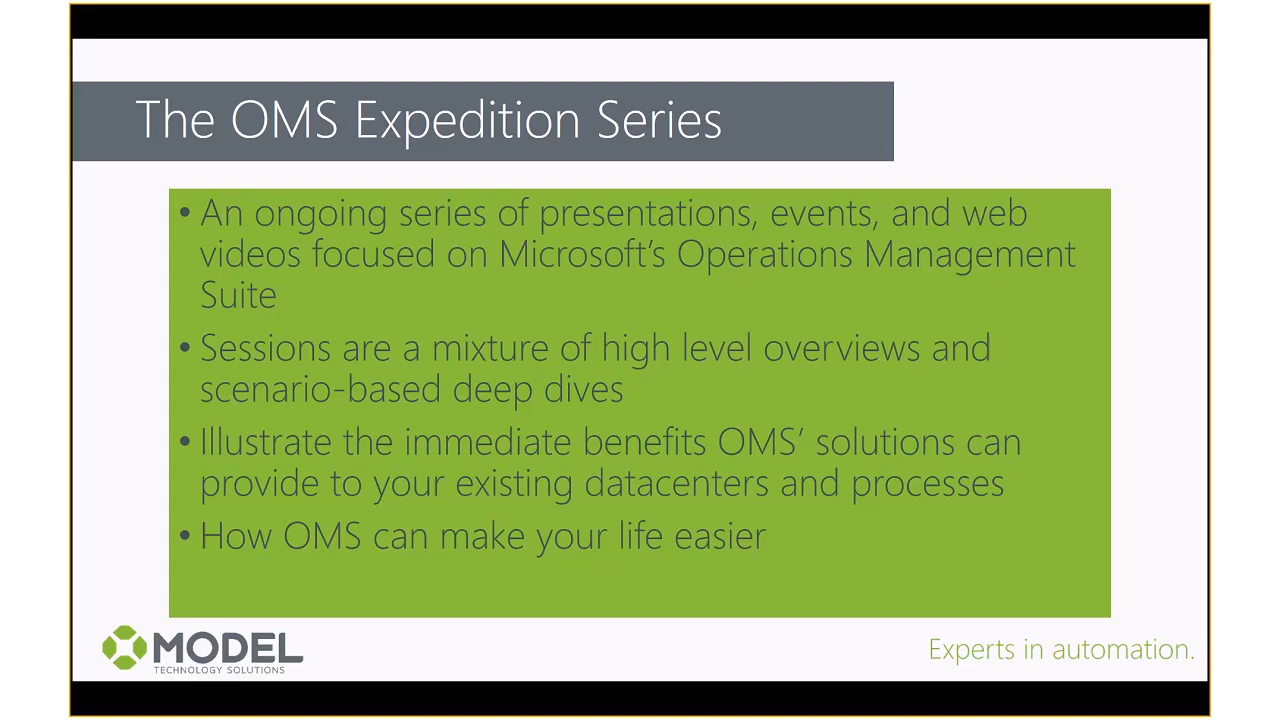 The OMS Expedition Series
• An ongoing series of presentations, events, and web
videos focused on Microsoft’s Operations Management
Suite
• Sessions are a mixture of high level overviews and
scenario-based deep dives
• Illustrate the immediate benefits OMS’ solutions can
provide to your existing datacenters and processes
• How OMS can make your life easier
MODEL
TECHNOLOGY SOLUTIONS
Experts in automation.